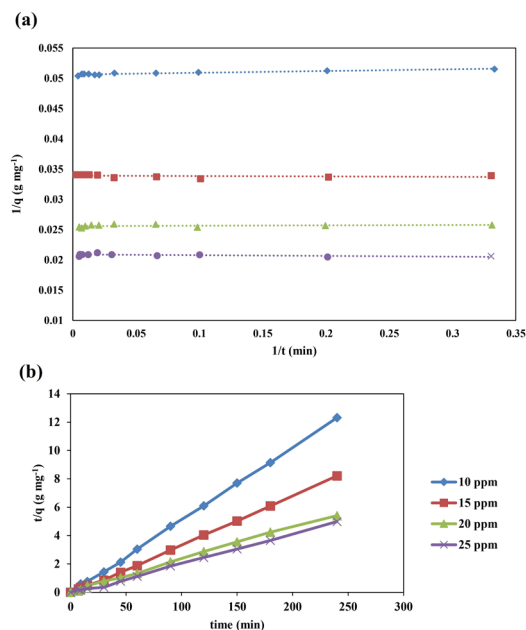 (a)
0.055
0.05
0.045
0.04
0.035
0.03
0.025
0.02
0.015
0.01
1/q (g mg-1)
0 0.05 0.1 0.15 0.2 0.25 0.3 0.35
1/t (min)
(b)
14
12
10
8
6
4
2
0
t/q (g mg-1)
0 50 100 150 200 250 300
time (min)
10 ppm
15 ppm
20 ppm
25 ppm